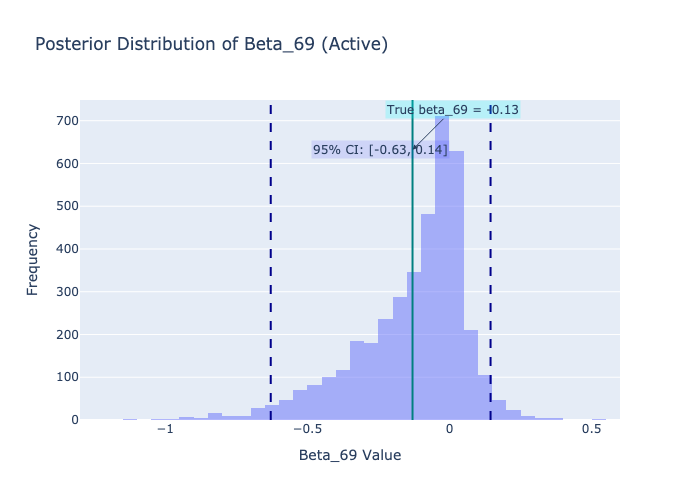 Posterior Distribution of Beta_69 (Active)
True beta_69 = -0.13
95% CI: [-0.63, 0.14]
700
600
500
400
300
200
100
0
Frequency
−1
−0.5
0
0.5
Beta_69 Value